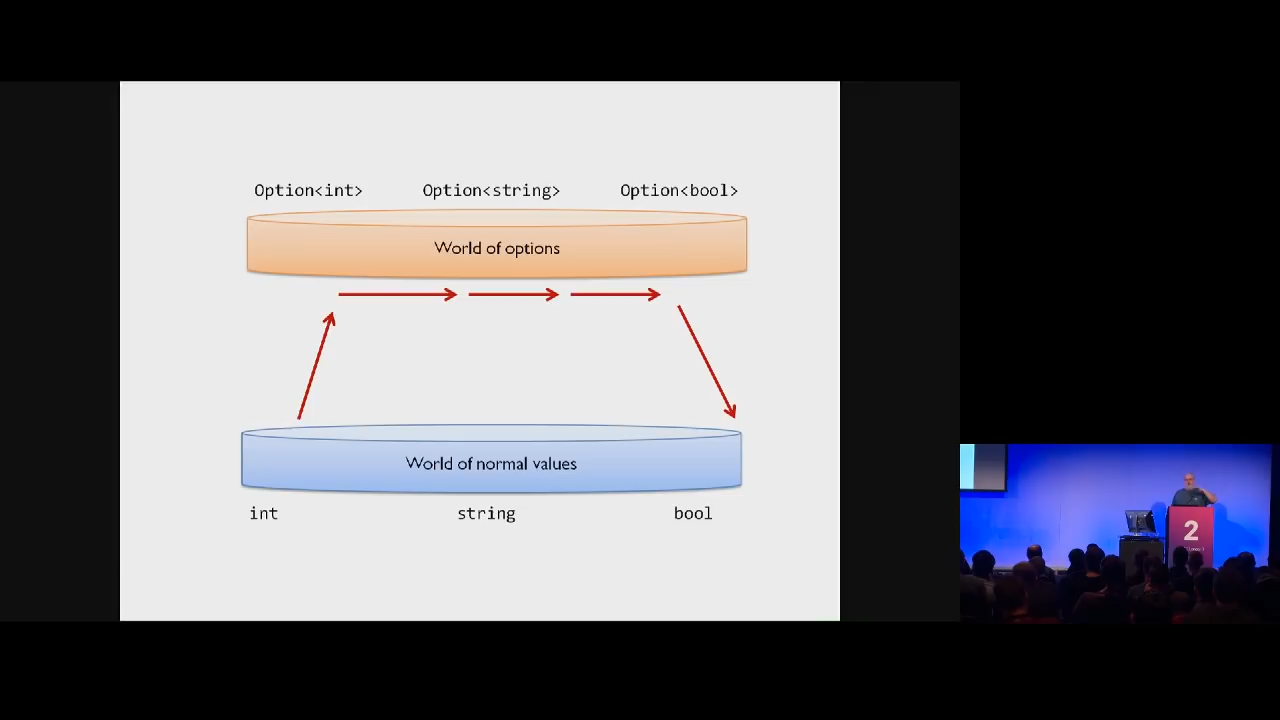 Option<int> Option<string> Option<bool>
World of options
World of normal values
int string bool
2